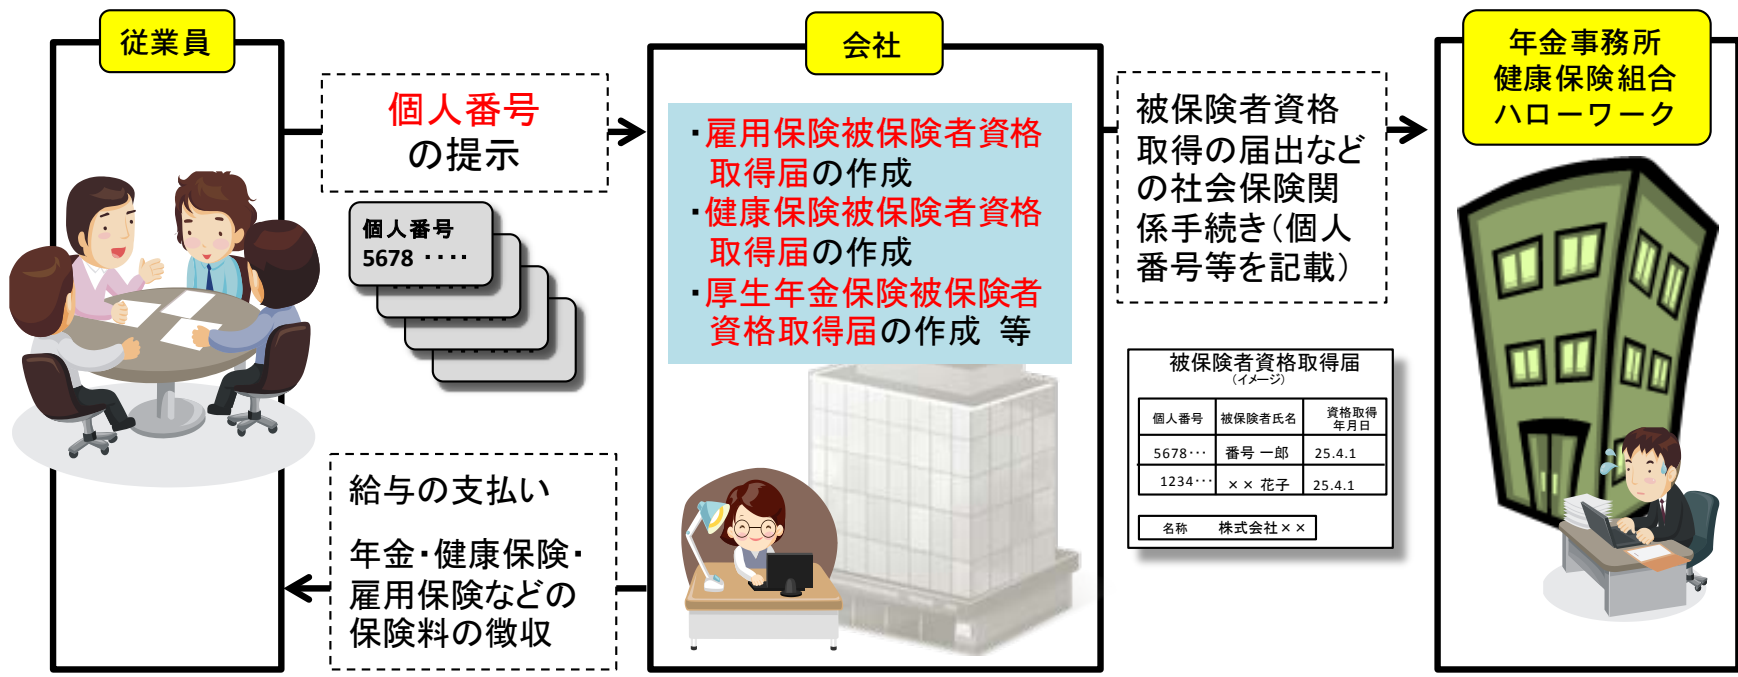 従業員
個人番号
の提示
個人番号
5678 ････
給与の支払い
年金・健康保険・
雇用保険などの
保険料の徴収
会社
・雇用保険被保険者資格
取得届の作成
・健康保険被保険者資格
取得届の作成
・厚生年金保険被保険者
資格取得届の作成 等
被保険者資格
取得の届出など
の社会保険関
係手続き（個人
番号等を記載）
被保険者資格取得届
（イメージ）
個人番号 被保険者氏名 資格取得
年月日
5678･･･ 番号 一郎 25.4.1
1234･･･ ×× 花子 25.4.1
名称 株式会社××
年金事務所
健康保険組合
ハローワーク